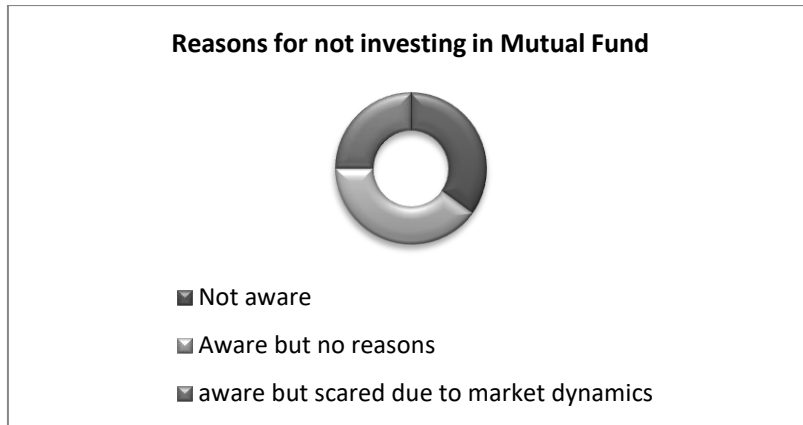 Reasons for not investing in Mutual Fund
Not aware
Aware but no reasons
aware but scared due to market dynamics